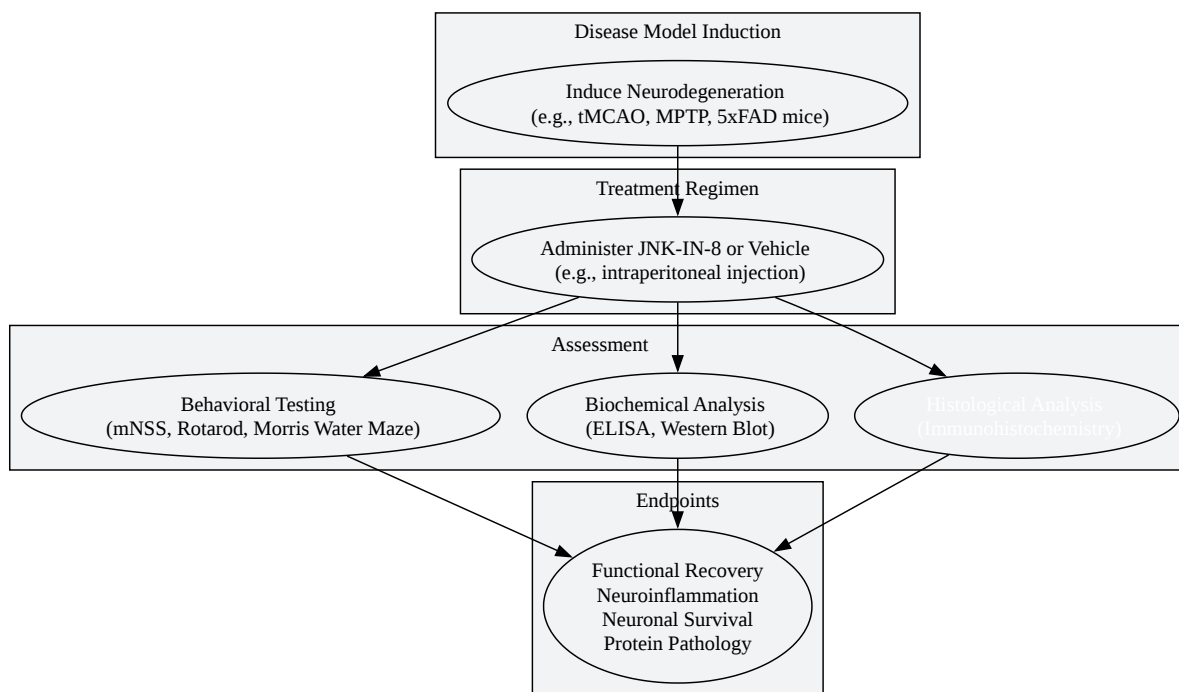 Disease Model Induction
Induce Neurodegeneration
(e.g., tMCAO, MPTP, 5xFAD mice)
Treatment Regimen
Administer JNK-IN-8 or Vehicle
(e.g., intraperitoneal injection)
Assessment
Behavioral Testing
(mNSS, Rotarod, Morris Water Maze)
Biochemical Analysis
(ELISA, Western Blot)
Histological Analysis
(Immunohistochemistry)
Endpoints
Functional Recovery
Neuroinflammation
Neuronal Survival
Protein Pathology